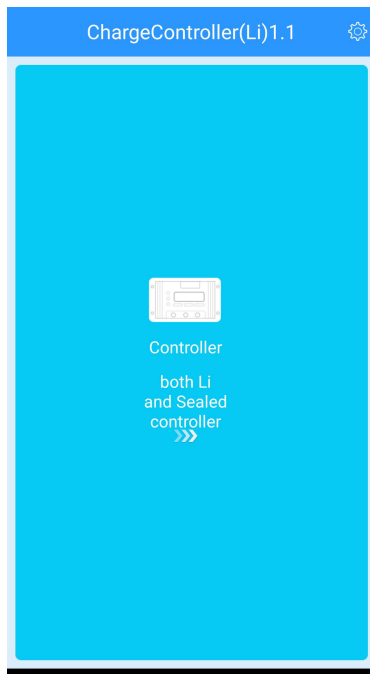 ChargeController(Li)1.1
Controller
both Li
and Sealed
controller